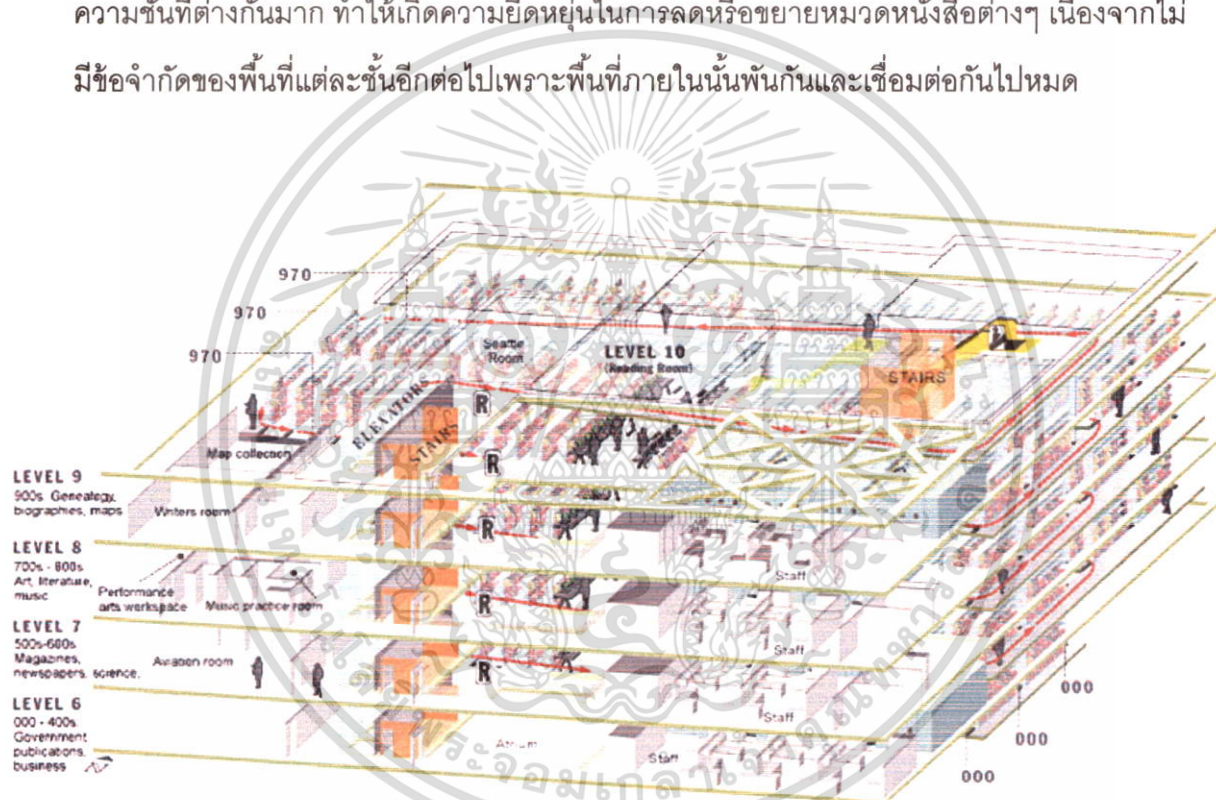 ความชันที่ต่างกันมาก ทำให้เกิดความยืดหยุ่นในการลดหรือขยายหมวดหนังสือต่างๆ เนื่องจากไม่
มีข้อจำกัดของพื้นที่แต่ละชั้นอีกต่อไปเพราะพื้นที่ภายในนั้นพันกันและเชื่อมต่อกันไปหมด
970
970
970
Seattle
Room
LEVEL 10
(Reading Room)
STAIRS
ELEVATORS
STAIRS
R
R
R
R
R
Map collection
LEVEL 9
900s Genealogy,
biographies, maps
Writers room
LEVEL 8
700s - 800s
Art, literature,
music
Performance
arts workspace
Music practice room
Staff
LEVEL 7
500s-600s
Magazines,
newspapers, science,
Aviation room
Staff
LEVEL 6
000 - 400s
Government
publications,
business
Atrium
Staff
Staff
000
000
000